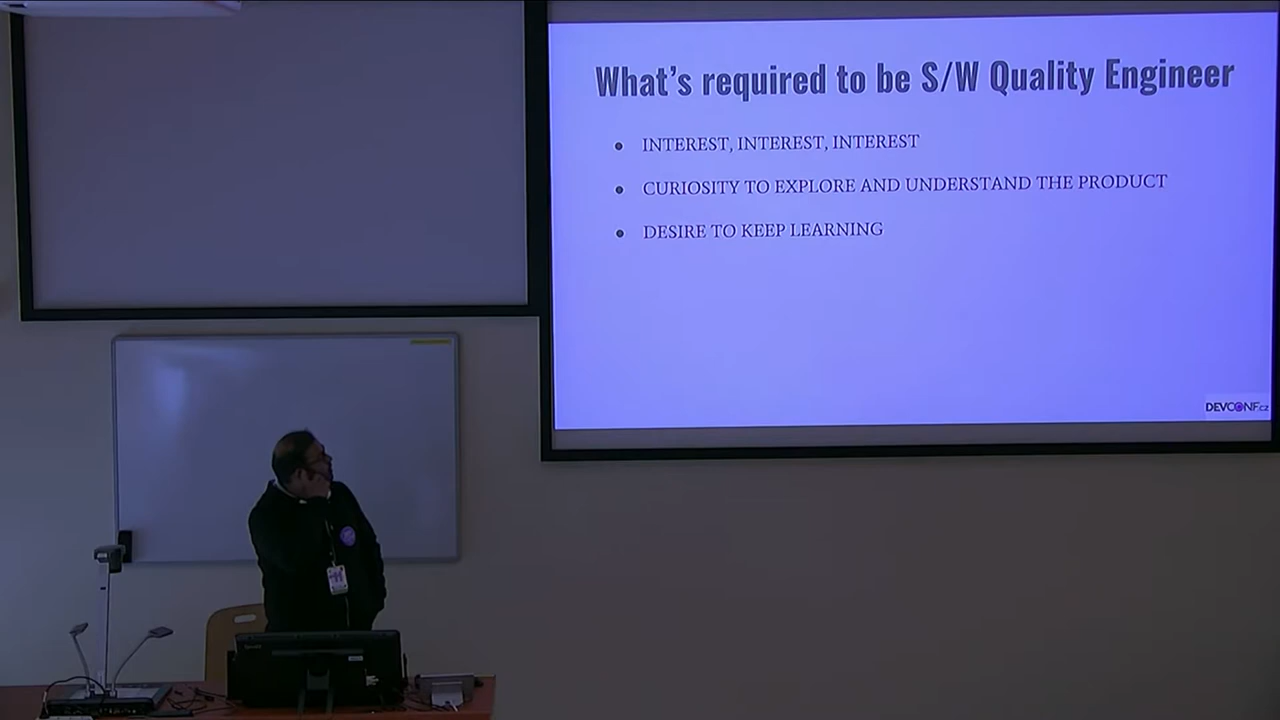 What's required to be S/W Quality Engineer
INTEREST, INTEREST, INTEREST
CURIOSITY TO EXPLORE AND UNDERSTAND THE PRODUCT
DESIRE TO KEEP LEARNING
DEVCONF.cz